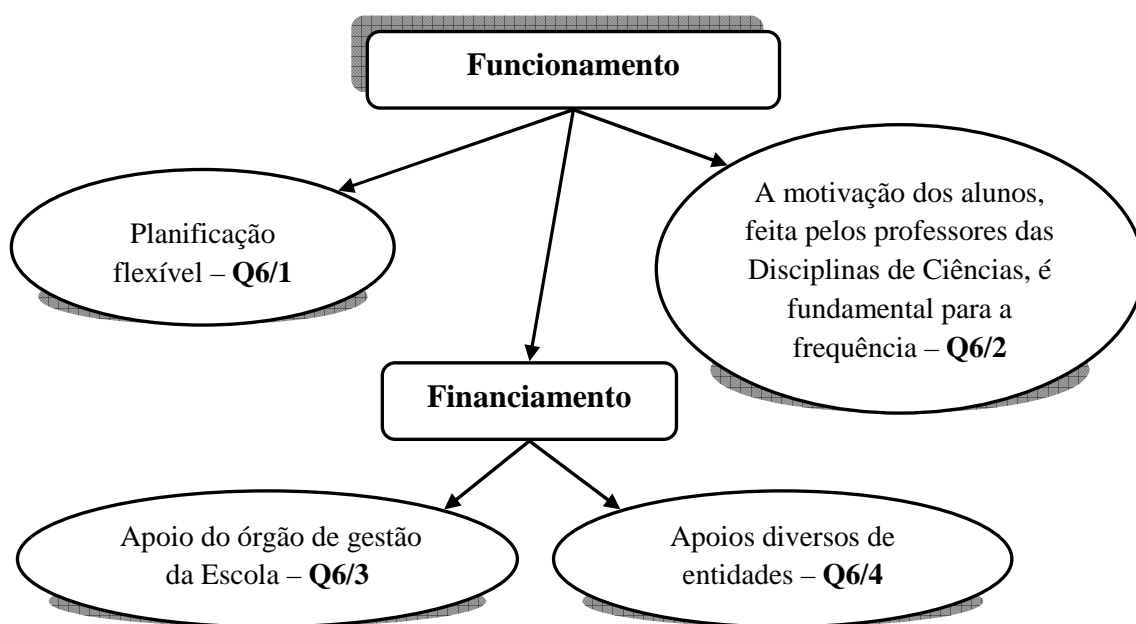 Funcionamento
Planificação
flexível – Q6/1
A motivação dos alunos,
feita pelos professores das
Disciplinas de Ciências, é
fundamental para a
frequência – Q6/2
Financiamento
Apoio do órgão de gestão
da Escola – Q6/3
Apoios diversos de
entidades – Q6/4